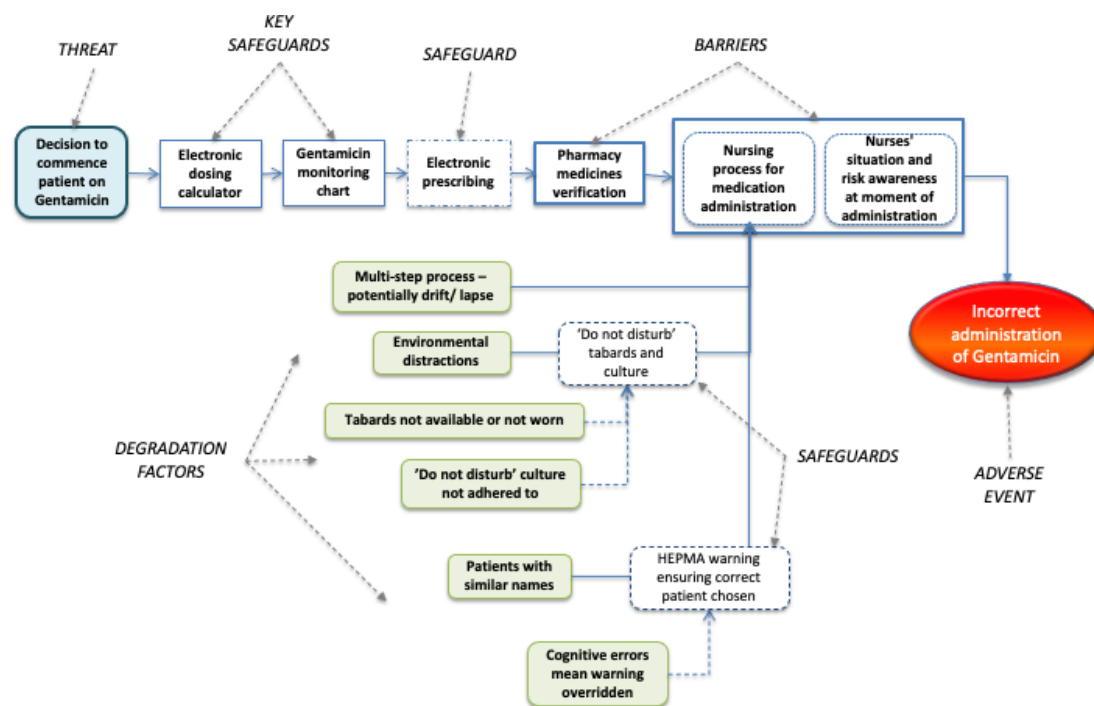 KEY
SAFEGUARDS
THREAT
SAFEGUARD
BARRIERS
Decision to
commence
patient on
Gentamicin
Electronic
dosing
calculator
Gentamicin
monitoring
chart
Electronic
prescribing
Pharmacy
medicines
verification
Nursing
process for
medication
administration
Nurses'
situation and
risk awareness
at moment of
administration
Multi-step process –
potentially drift/ lapse
Environmental
distractions
'Do not disturb'
tabards and
culture
Incorrect
administration
of Gentamicin
Tabards not available or not worn
DEGRADATION
FACTORS
'Do not disturb' culture
not adhered to
SAFEGUARDS
ADVERSE
EVENT
Patients with
similar names
HEPMA warning
ensuring correct
patient chosen
Cognitive errors
mean warning
overridden